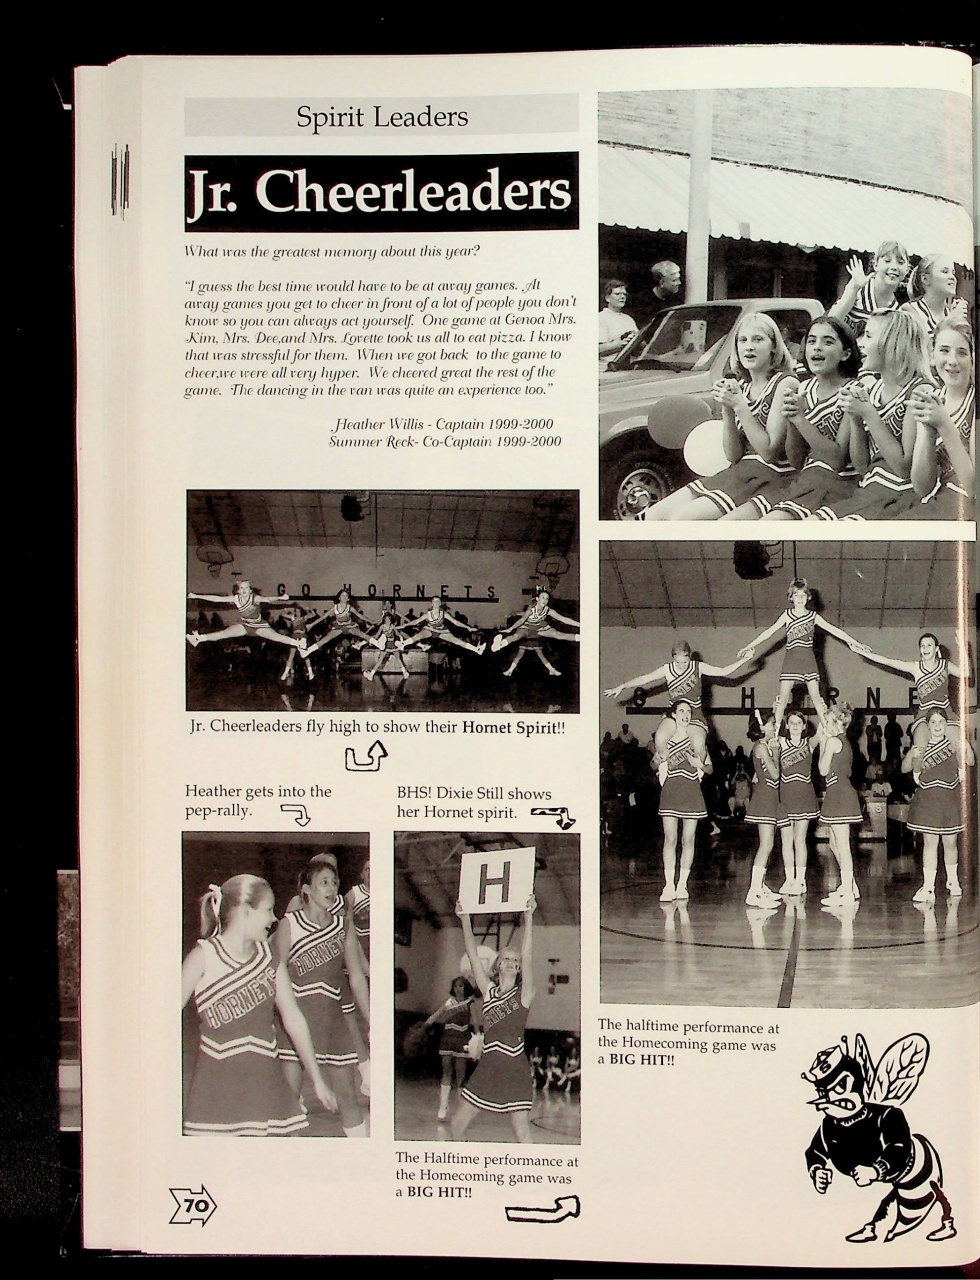 Spirit Leaders
Jr. Cheerleaders
What was the greatest memory about this year?
"I guess the best time would have to be at away games. At
away games you get to cheer in front of a lot of people you don't
know so you can always act yourself. One game at Genoa Mrs.
Kim, Mrs. Dee,and Mrs. Lovette took us all to eat pizza. I know
that was stressful for them. When we got back to the game to
cheer,we were all very hyper. We cheered great the rest of the
game. The dancing in the van was quite an experience too."
Heather Willis - Captain 1999-2000
Summer Reck- Co-Captain 1999-2000
GO HORNETS
Jr. Cheerleaders fly high to show their Hornet Spirit!!
Heather gets into the
pep-rally.
BHS! Dixie Still shows
her Hornet spirit.
H
HORNETS
HORNETS
The Halftime performance at
the Homecoming game was
a BIG HIT!!
HORNE
The halftime performance at
the Homecoming game was
a BIG HIT!!
70